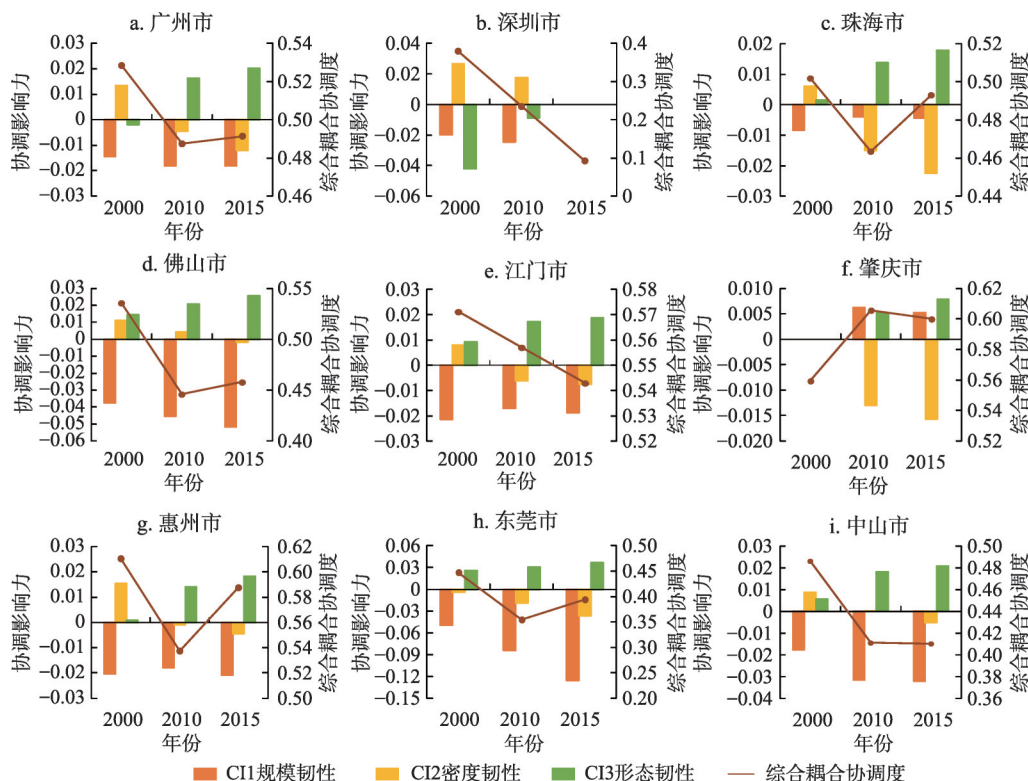 a. 广州市
0.03
0.02
0.01
0
−0.01
−0.02
−0.03
协调影响力
0.54
0.52
0.50
0.48
0.46
综合耦合协调度
2000 2010 2015
年份
b. 深圳市
0.04
0.02
0
−0.02
−0.04
−0.06
协调影响力
0.4
0.3
0.2
0.1
0
综合耦合协调度
2000 2010 2015
年份
c. 珠海市
0.02
0.01
0
−0.01
−0.02
−0.03
协调影响力
0.52
0.50
0.48
0.46
0.44
综合耦合协调度
2000 2010 2015
年份
d. 佛山市
0.03
0.02
0.01
0
−0.01
−0.02
−0.03
−0.04
−0.05
−0.06
协调影响力
0.55
0.50
0.45
0.40
综合耦合协调度
2000 2010 2015
年份
e. 江门市
0.03
0.02
0.01
0
−0.01
−0.02
−0.03
协调影响力
0.58
0.57
0.56
0.55
0.54
0.53
0.52
综合耦合协调度
2000 2010 2015
年份
f. 肇庆市
0.010
0.005
0
−0.005
−0.010
−0.015
−0.020
协调影响力
0.62
0.60
0.58
0.56
0.54
0.52
综合耦合协调度
2000 2010 2015
年份
g. 惠州市
0.03
0.02
0.01
0
−0.01
−0.02
−0.03
协调影响力
0.62
0.60
0.58
0.56
0.54
0.52
0.50
综合耦合协调度
2000 2010 2015
年份
h. 东莞市
0.06
0.03
0
−0.03
−0.06
−0.09
−0.12
−0.15
协调影响力
0.50
0.45
0.40
0.35
0.30
0.25
0.20
综合耦合协调度
2000 2010 2015
年份
i. 中山市
0.03
0.02
0.01
0
−0.01
−0.02
−0.03
−0.04
协调影响力
0.50
0.48
0.46
0.44
0.42
0.40
0.38
0.36
综合耦合协调度
2000 2010 2015
年份
CI1规模韧性 CI2密度韧性 CI3形态韧性 综合耦合协调度